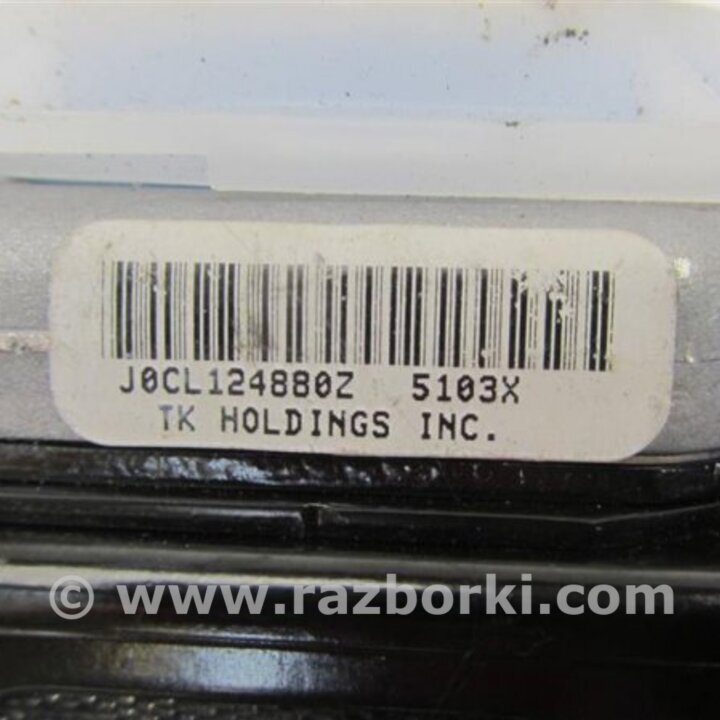 J0CL124880Z 5103X
TK HOLDINGS INC.
© www.razborki.com